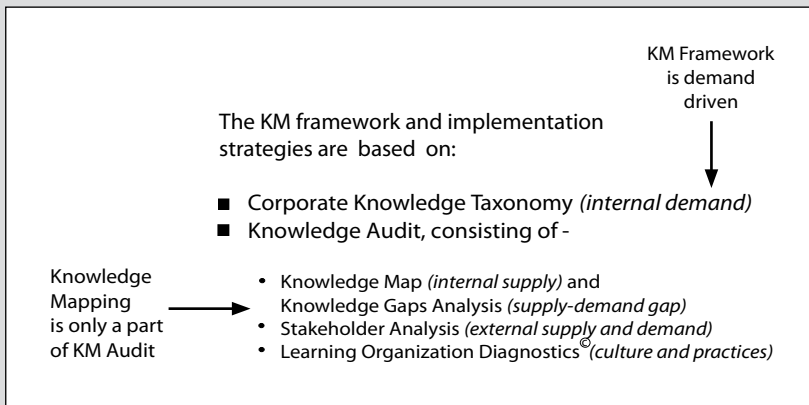 KM Framework
is demand
driven
The KM framework and implementation
strategies are based on:
■ Corporate Knowledge Taxonomy (internal demand)
■ Knowledge Audit, consisting of -
Knowledge
Mapping
is only a part
of KM Audit
• Knowledge Map (internal supply) and
Knowledge Gaps Analysis (supply-demand gap)
• Stakeholder Analysis (external supply and demand)
• Learning Organization Diagnostics© (culture and practices)